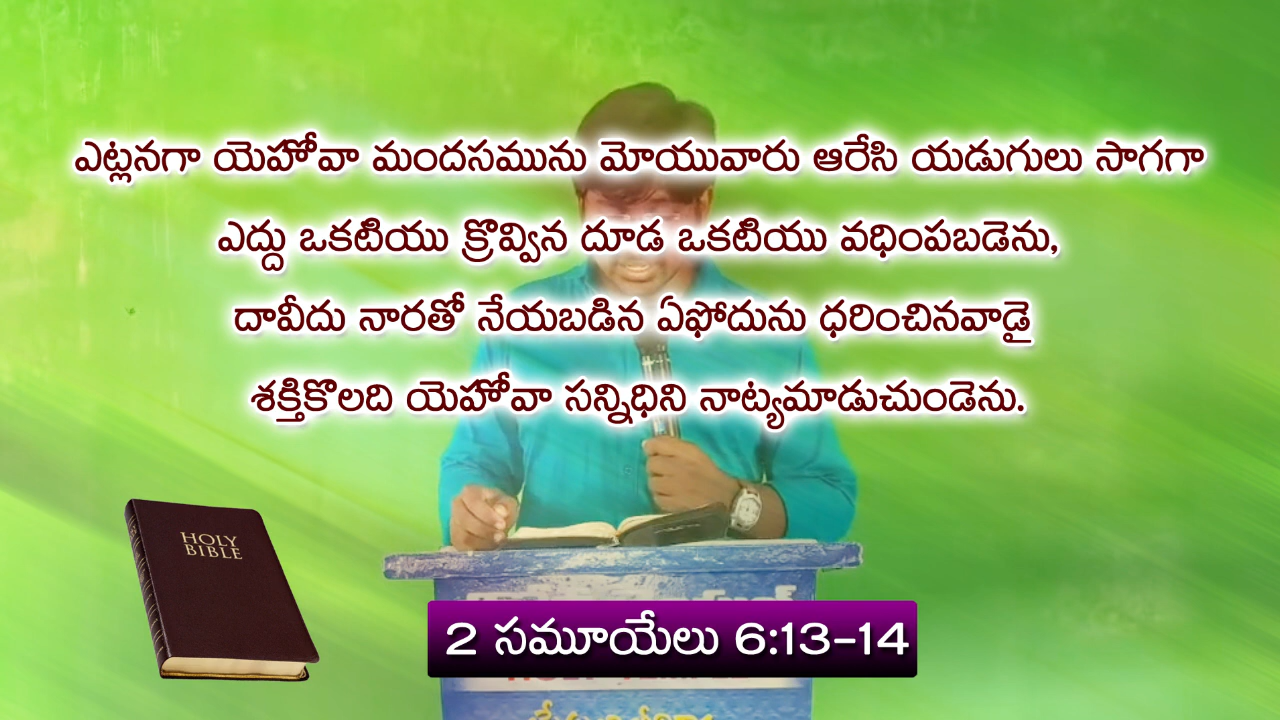 ఎట్లనగా యెహోవా మందసమును మోయువారు ఆరేసి యడుగులు సాగగా
ఎద్దు ఒకటియు క్రొవ్విన దూడ ఒకటియు వధింపబడెను,
దావీదు నారతో నేయబడిన ఏఫోదును ధరించినవాడై
శక్తికొలది యెహోవా సన్నిధిని నాట్యమాడుచుండెను.
HOLY
BIBLE
2 సమూయేలు 6:13-14